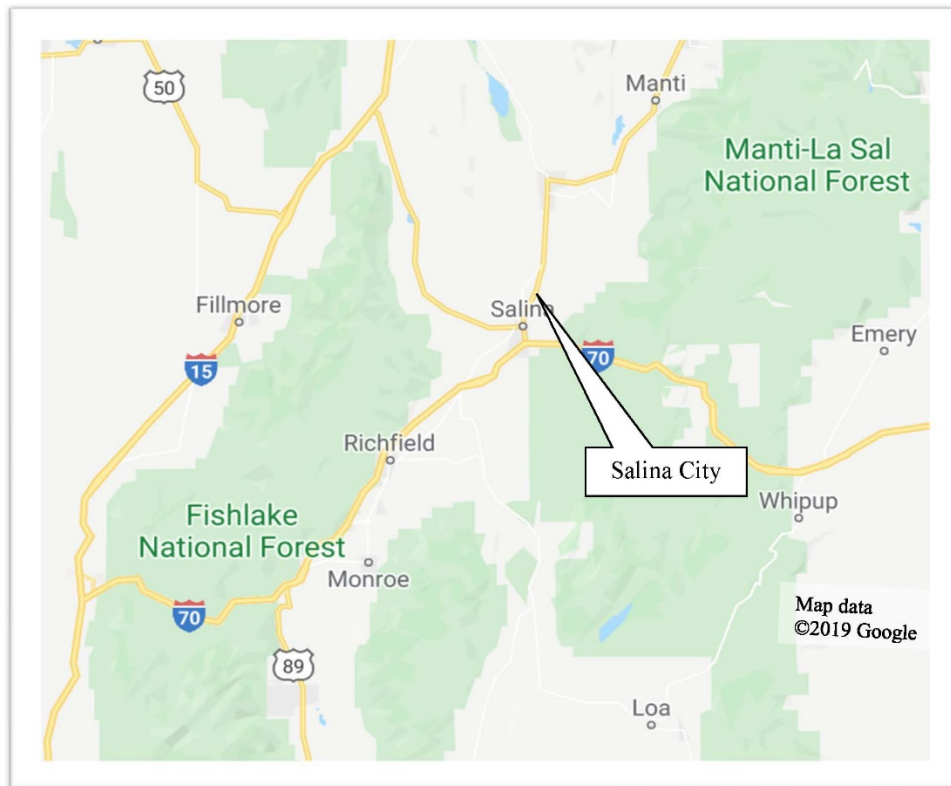 50
Manti
Manti-La Sal
National Forest
Fillmore
Salina
Emery
15
70
Richfield
Salina City
Whipup
Fishlake
National Forest
Monroe
70
Map data
©2019 Google
89
Loa